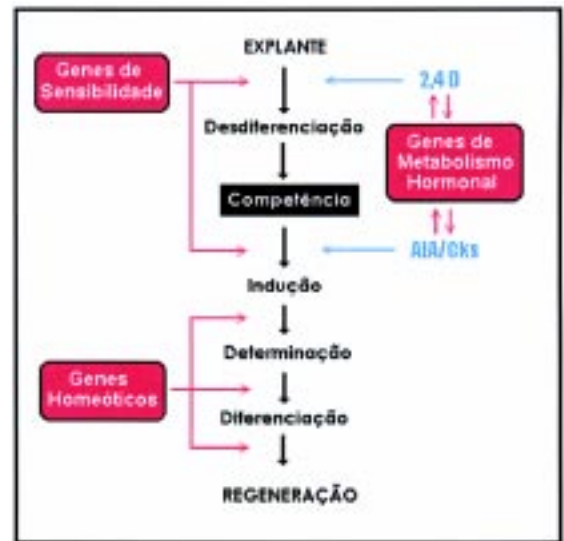 EXPLANTE
Genes de
Sensibilidade
2,4 D
Desdiferenciação
Genes de
Metabolismo
Hormonal
Competência
AIA/Cks
Indução
Determinação
Genes
Homeóticos
Diferenciação
REGENERAÇÃO